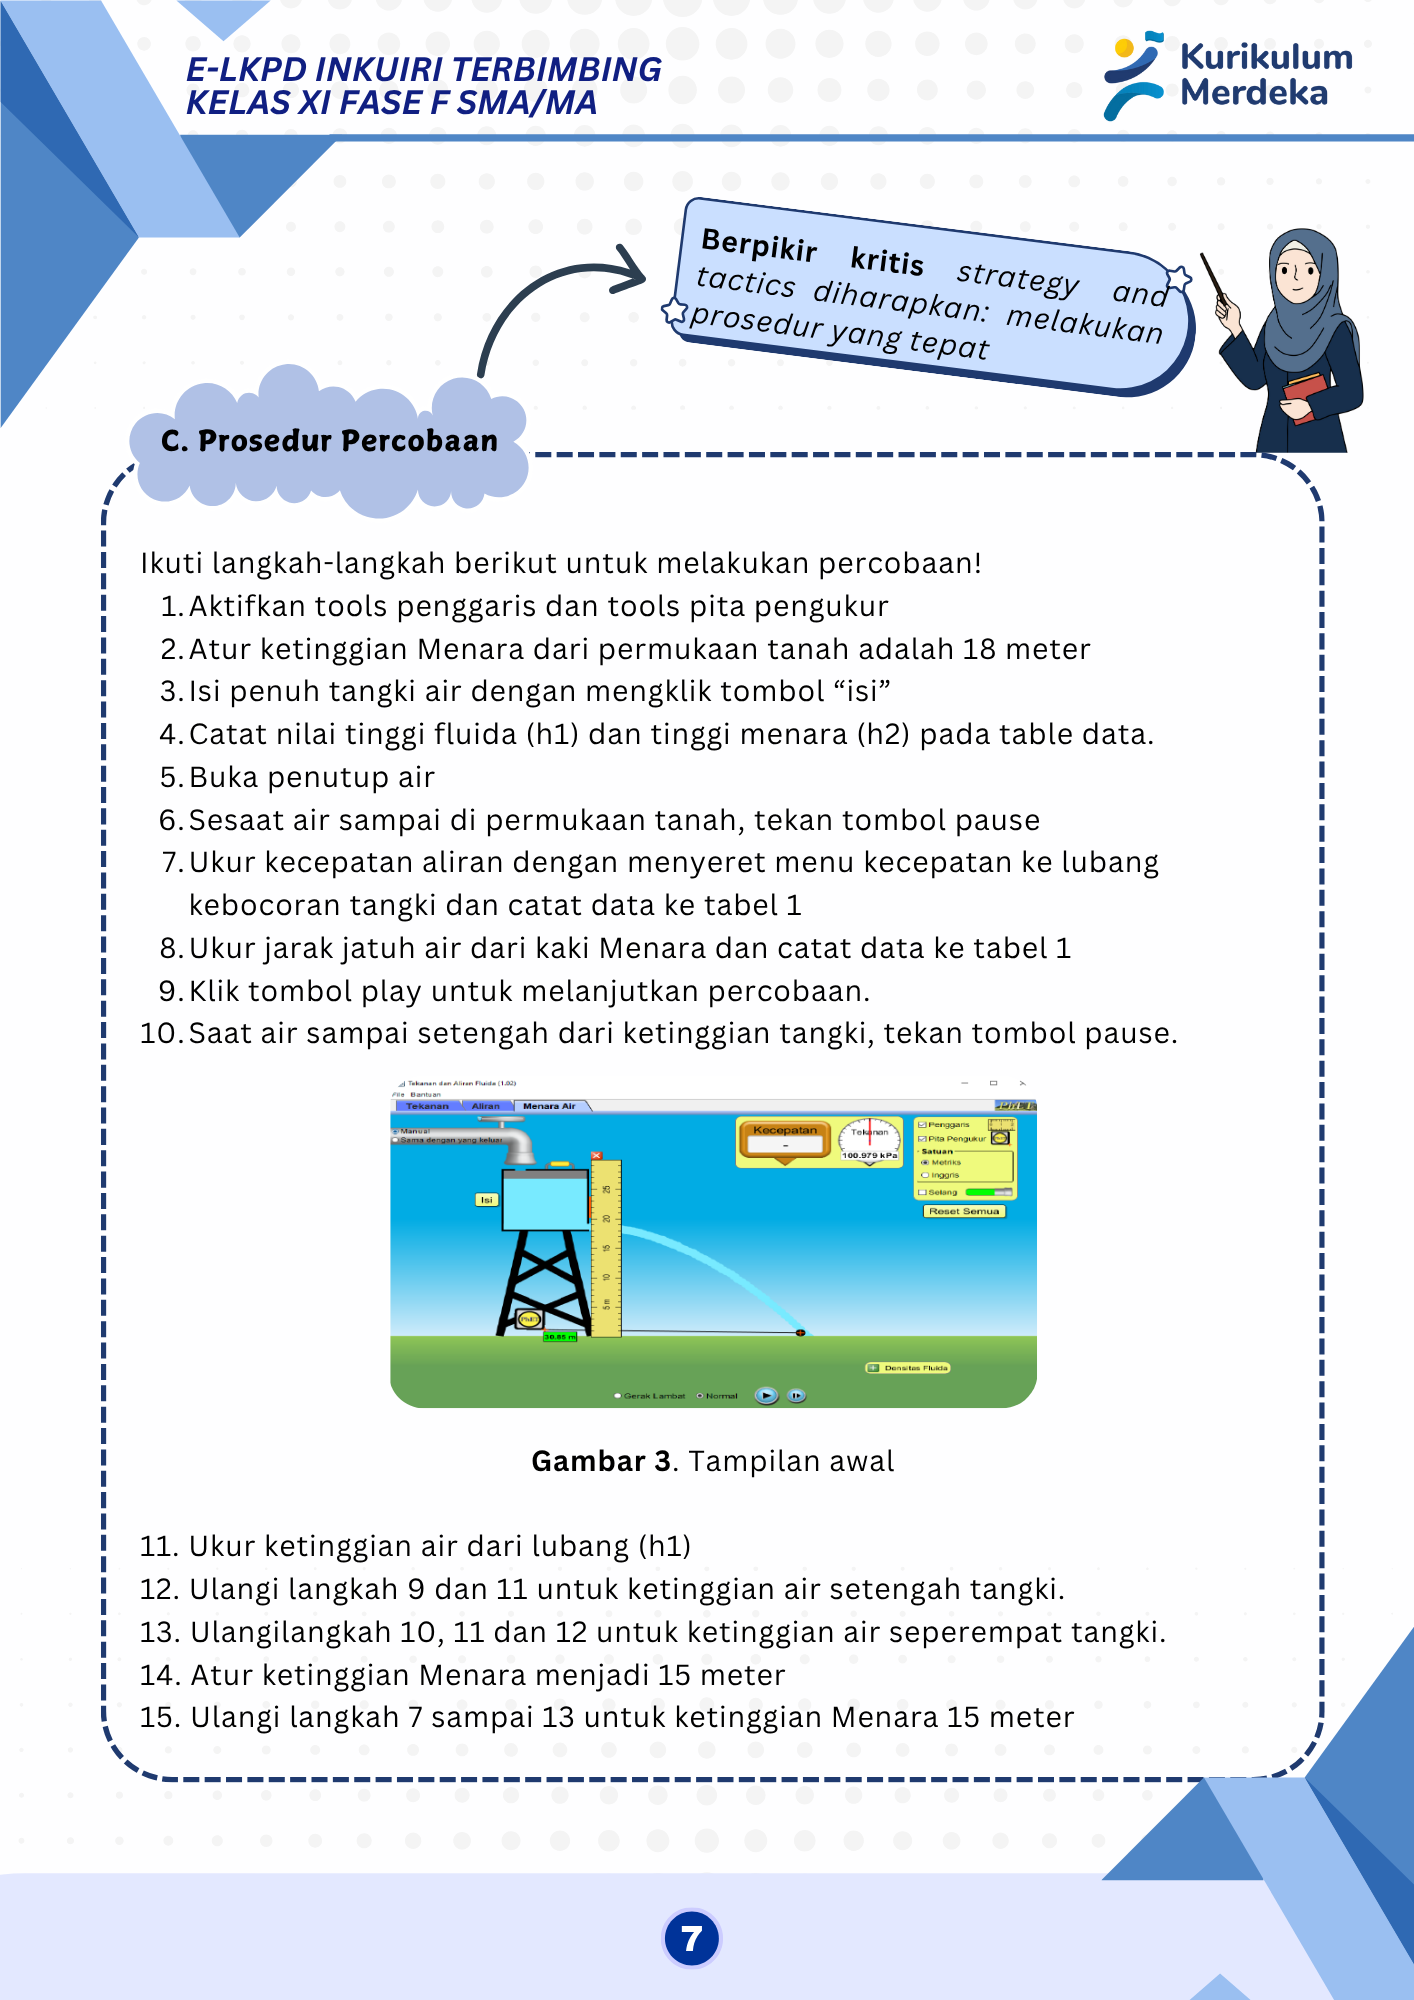 E-LKPD INKUIRI TERBIMBING
KELAS XI FASE F SMA/MA
Kurikulum
Merdeka
Berpikir kritis strategy and
tactics diharapkan: melakukan
prosedur yang tepat
C. Prosedur Percobaan
Ikuti langkah-langkah berikut untuk melakukan percobaan!
1. Aktifkan tools penggaris dan tools pita pengukur
2. Atur ketinggian Menara dari permukaan tanah adalah 18 meter
3. Isi penuh tangki air dengan mengklik tombol “isi”
4. Catat nilai tinggi fluida (h1) dan tinggi menara (h2) pada table data.
5. Buka penutup air
6. Sesaat air sampai di permukaan tanah, tekan tombol pause
7. Ukur kecepatan aliran dengan menyeret menu kecepatan ke lubang
kebocoran tangki dan catat data ke tabel 1
8. Ukur jarak jatuh air dari kaki Menara dan catat data ke tabel 1
9. Klik tombol play untuk melanjutkan percobaan.
10. Saat air sampai setengah dari ketinggian tangki, tekan tombol pause.
Tekanan dan Aliran Fluida (1.02)
File Bantuan
Tekanan Aliran Menara Air
Manual
Sama dengan yang keluar
Kecepatan
-
Tekanan
100.979 kPa
Penggaris
Pita Pengukur
Satuan
Metriks
Inggris
Selang
Reset Semua
Isi
25
20
15
10
5 m
PhET
30.85 m
Densitas Fluida
Gerak Lambat Normal
Gambar 3. Tampilan awal
11. Ukur ketinggian air dari lubang (h1)
12. Ulangi langkah 9 dan 11 untuk ketinggian air setengah tangki.
13. Ulangilangkah 10, 11 dan 12 untuk ketinggian air seperempat tangki.
14. Atur ketinggian Menara menjadi 15 meter
15. Ulangi langkah 7 sampai 13 untuk ketinggian Menara 15 meter
7